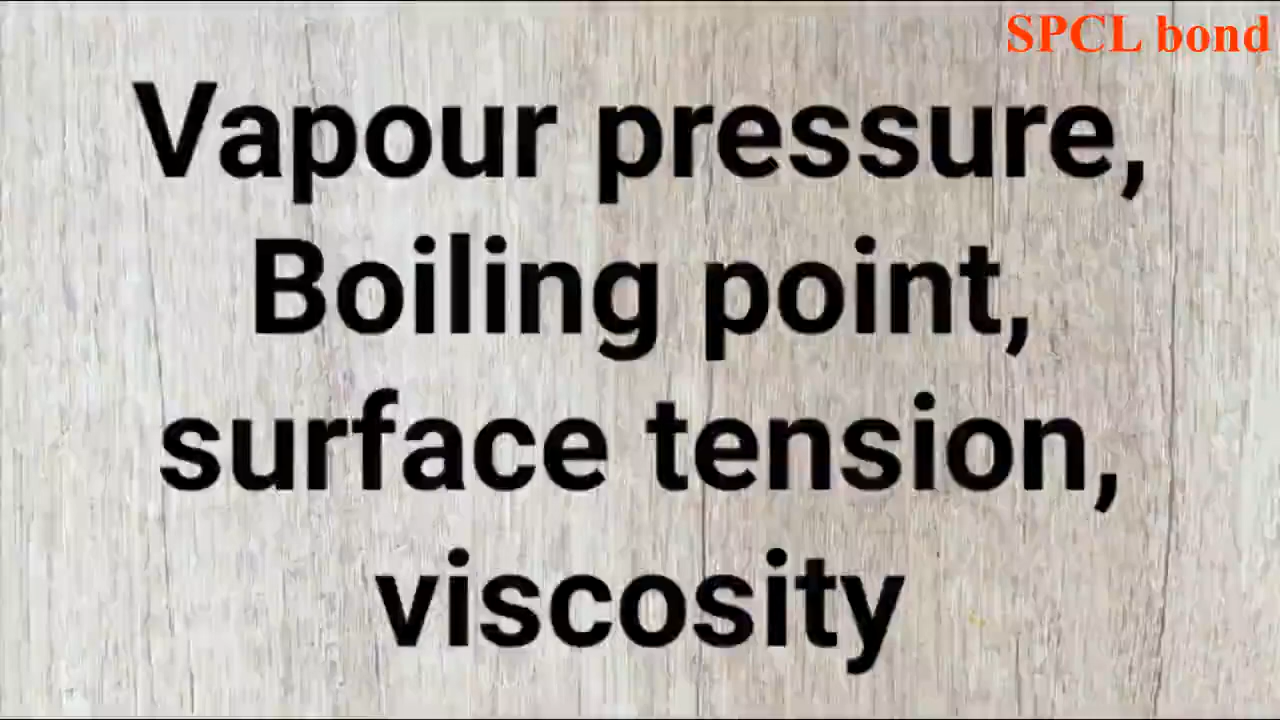 SPCL bond
Vapour pressure,
Boiling point,
surface tension,
viscosity